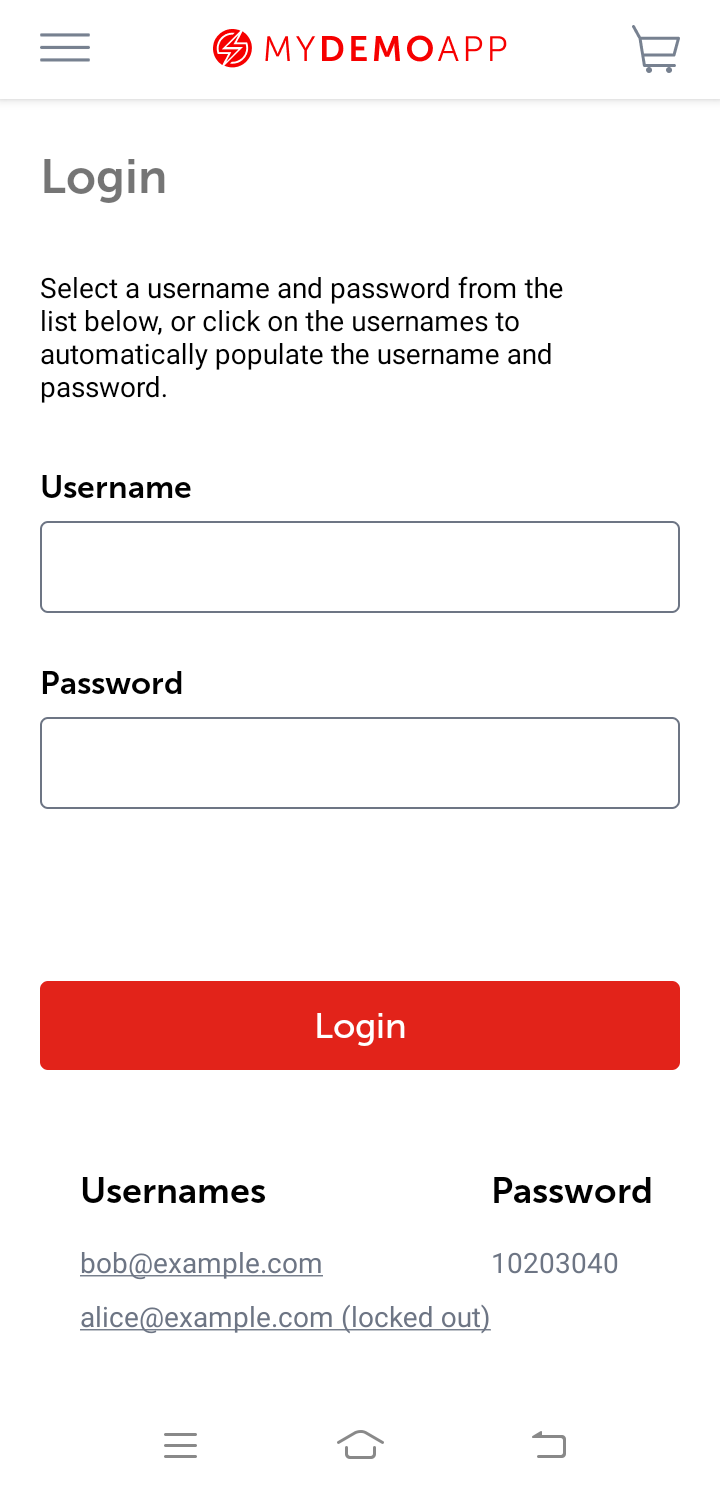 MYDEMOAPP
Login
Select a username and password from the
list below, or click on the usernames to
automatically populate the username and
password.
Username
Password
Login
Usernames Password
bob@example.com 10203040
alice@example.com (locked out)